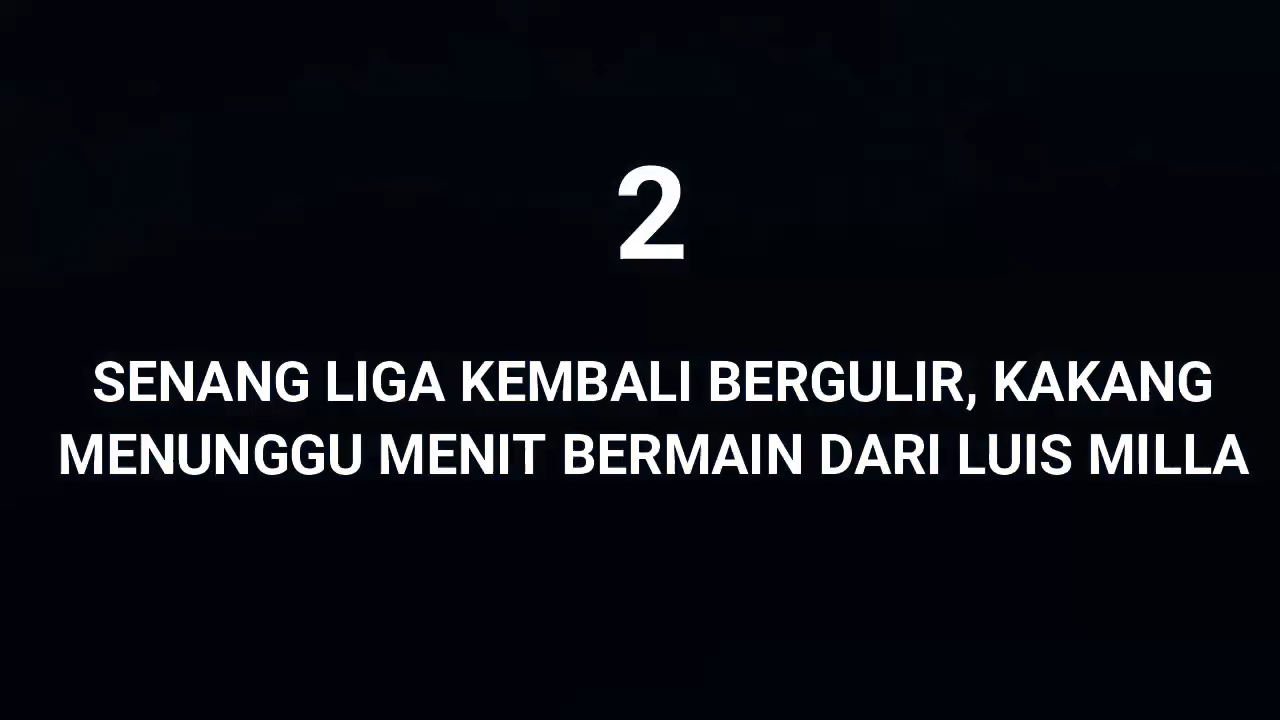 2
SENANG LIGA KEMBALI BERGULIR, KAKANG
MENUNGGU MENIT BERMAIN DARI LUIS MILLA